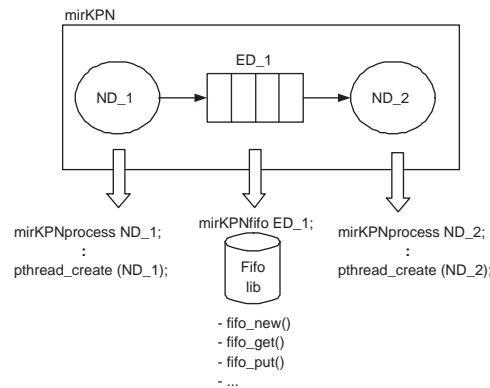 mirKPN
ED_1
ND_1
ND_2
mirKPNprocess ND_1;
:
pthread_create (ND_1);
mirKPNfifo ED_1;
Fifo
lib
- fifo_new()
- fifo_get()
- fifo_put()
- ...
mirKPNprocess ND_2;
:
pthread_create (ND_2);